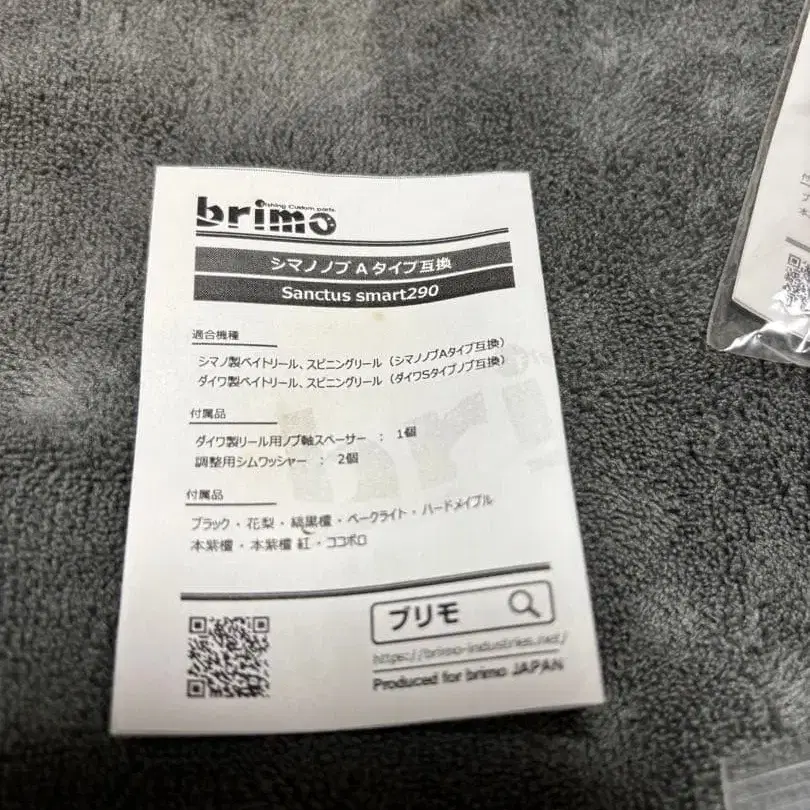 fishing Custom parts
brimo
シマノノブAタイプ互換
Sanctus smart290
適合機種
シマノ製ベイトリール、スピニングリール（シマノノブAタイプ互換）
ダイワ製ベイトリール、スピニングリール（ダイワSタイプノブ互換）
付属品
ダイワ製リール用ノブ軸スペーサー ： 1個
調整用シムワッシャー ： 2個
付属品
ブラック・花梨・縞黒檀・ベークライト・ハードメイプル
本紫檀・本紫檀 紅・ココボロ
ブリモ
https://brimo-industries.net/
Produced for brimo JAPAN